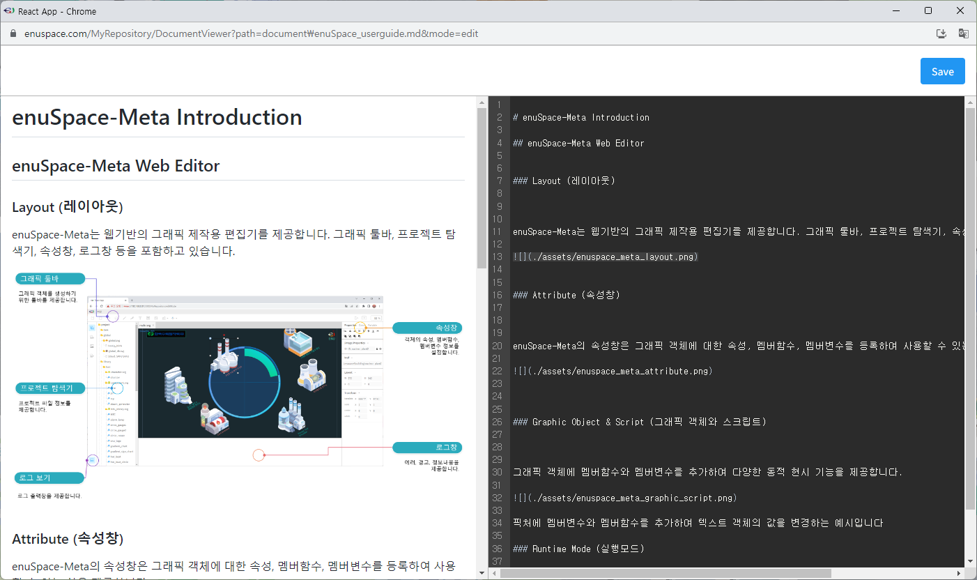 React App - Chrome
enuspace.com/MyRepository/DocumentViewer?path=document₩enuSpace_userguide.md&mode=edit
Save
enuSpace-Meta Introduction
enuSpace-Meta Web Editor
Layout (레이아웃)
enuSpace-Meta는 웹기반의 그래픽 제작용 편집기를 제공합니다. 그래픽 툴바, 프로젝트 탐
색기, 속성창, 로그창 등을 포함하고 있습니다.
그래픽 툴바
그래픽 객체를 생성하기
위한 툴바를 제공합니다.
속성창
객체의 속성, 멤버함수,
멤버변수 정보를
설정합니다.
프로젝트 탐색기
프로젝트 파일 정보를
제공합니다.
로그창
에러, 경고, 정보내용을
제공합니다.
로그 보기
로그 출력창을 제공합니다.
Attribute (속성창)
enuSpace-Meta의 속성창은 그래픽 객체에 대한 속성, 멤버함수, 멤버변수를 등록하여 사용
1
2 # enuSpace-Meta Introduction
3
4 ## enuSpace-Meta Web Editor
5
6
7 ### Layout (레이아웃)
8
9
10
11 enuSpace-Meta는 웹기반의 그래픽 제작용 편집기를 제공합니다. 그래픽 툴바, 프로젝트 탐색기, 속성
12
13 ![](./assets/enuspace_meta_layout.png)
14
15
16 ### Attribute (속성창)
17
18
19
20 enuSpace-Meta의 속성창은 그래픽 객체에 대한 속성, 멤버함수, 멤버변수를 등록하여 사용할 수 있
21
22 ![](./assets/enuspace_meta_attribute.png)
23
24
25
26 ### Graphic Object & Script (그래픽 객체와 스크립트)
27
28
29
30 그래픽 객체에 멤버함수와 멤버변수를 추가하여 다양한 동적 현시 기능을 제공합니다.
31
32 ![](./assets/enuspace_meta_graphic_script.png)
33
34 픽처에 멤버변수와 멤버함수를 추가하여 텍스트 객체의 값을 변경하는 예시입니다
35
36 ### Runtime Mode (실행모드)
37